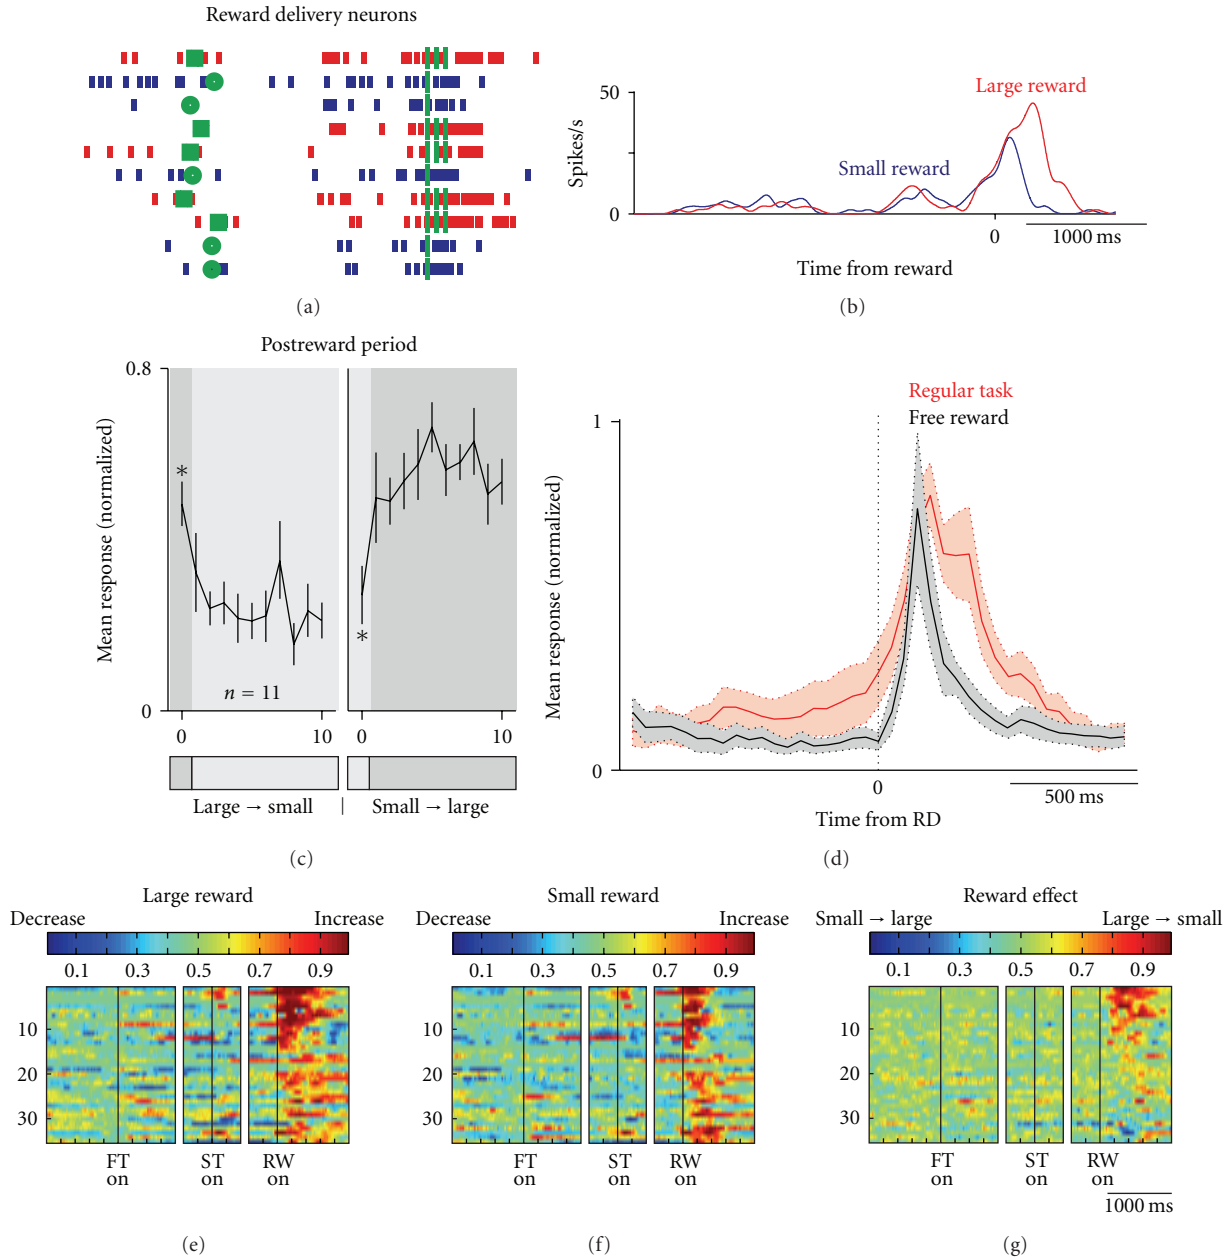 Reward delivery neurons
(a)
50
Large reward
Small reward
Spikes/s
0
0
1000 ms
Time from reward
(b)
Postreward period
0.8
Mean response (normalized)
*
*
n = 11
0
0
10
0
10
Large → small
Small → large
(c)
Regular task
Free reward
1
Mean response (normalized)
0
0
500 ms
Time from RD
(d)
Large reward
Decrease
Increase
0.1 0.3 0.5 0.7 0.9
10
20
30
FT on
ST on
RW on
(e)
Small reward
Decrease
Increase
0.1 0.3 0.5 0.7 0.9
10
20
30
FT on
ST on
RW on
(f)
Reward effect
Small → large
Large → small
0.1 0.3 0.5 0.7 0.9
10
20
30
FT on
ST on
RW on
1000 ms
(g)